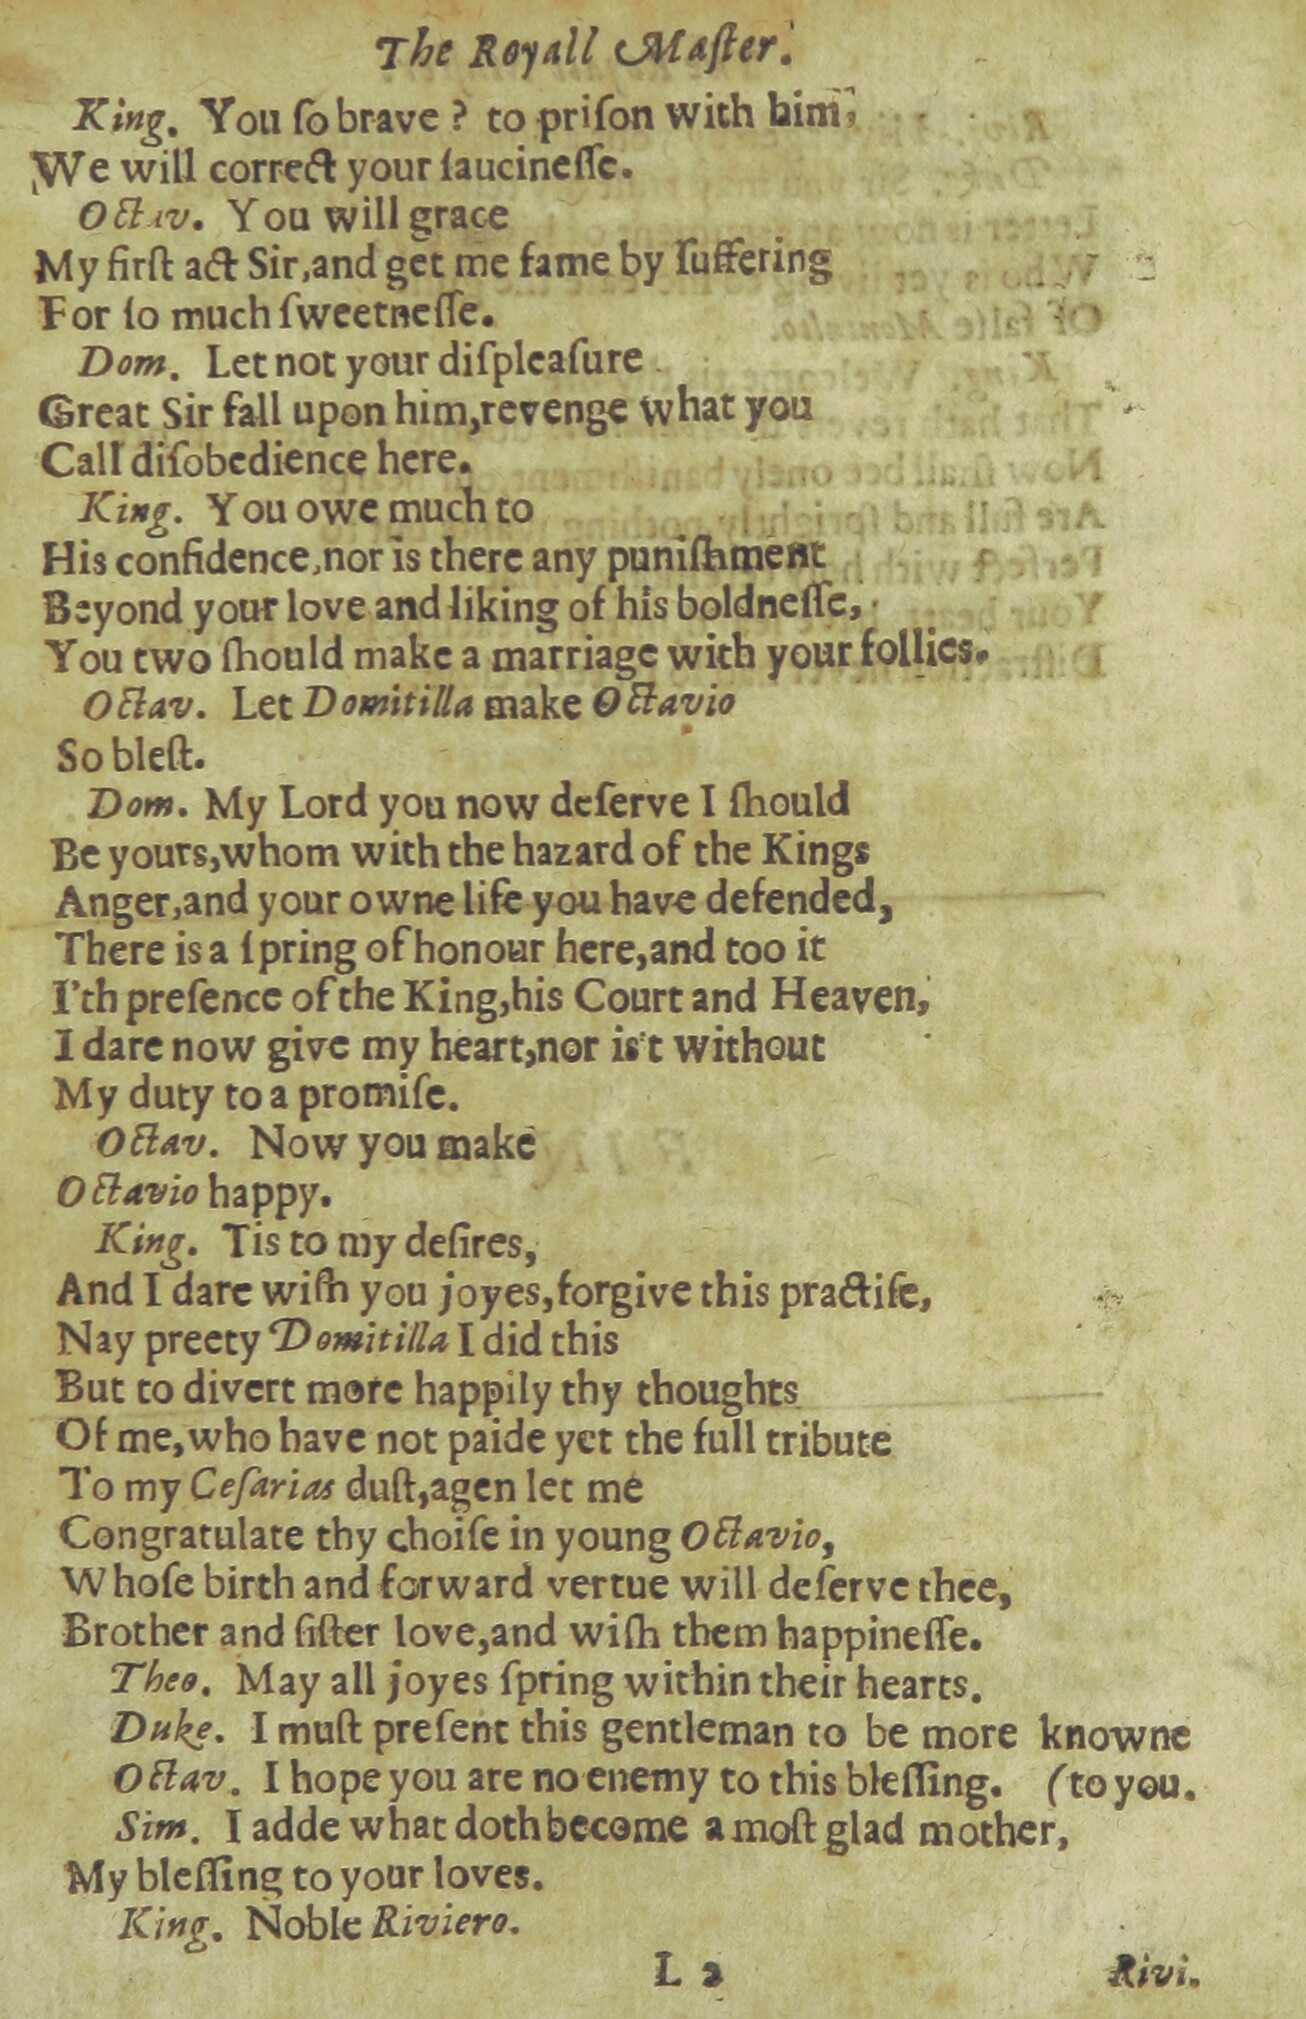 The Royall Maſter.
King. You ſo brave? to priſon with him,
We will correct your ſaucineſſe.
Octav. You will grace
My firſt act Sir, and get me fame by ſuffering
For ſo much ſweetneſſe.
Dom. Let not your diſpleaſure
Great Sir fall upon him, revenge what you
Call diſobedience here.
King. You owe much to
His confidence, nor is there any puniſhment
Beyond your love and liking of his boldneſſe,
You two ſhould make a marriage with your follies.
Octav. Let Domitilla make Octavio
So bleſt.
Dom. My Lord you now deſerve I ſhould
Be yours, whom with the hazard of the Kings
Anger, and your owne life you have defended,
There is a ſpring of honour here, and too it
I'th preſence of the King, his Court and Heaven,
I dare now give my heart, nor is't without
My duty to a promiſe.
Octav. Now you make
Octavio happy.
King. Tis to my deſires,
And I dare wiſh you joyes, forgive this practiſe,
Nay preety Domitilla I did this
But to divert more happily thy thoughts
Of me, who have not paide yet the full tribute
To my Ceſarias duſt, agen let me
Congratulate thy choiſe in young Octavio,
Whoſe birth and forward vertue will deſerve thee,
Brother and ſiſter love, and wiſh them happineſſe.
Theo. May all joyes ſpring within their hearts.
Duke. I muſt preſent this gentleman to be more knowne
Octav. I hope you are no enemy to this bleſſing. (to you.
Sim. I adde what doth become a moſt glad mother,
My bleſſing to your loves.
King. Noble Riviero.
L 2 Rivi.